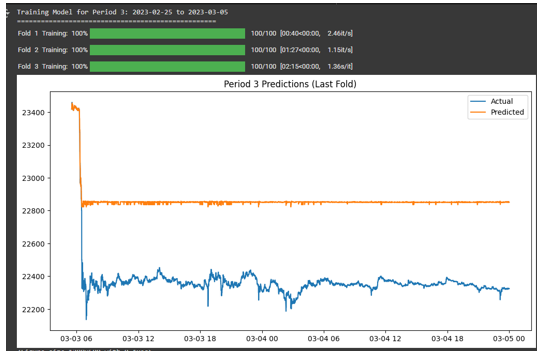 Training Model for Period 3: 2023-02-25 to 2023-03-05
==================================================
Fold 1 Training: 100% 100/100 [00:40<00:00, 2.46it/s]
Fold 2 Training: 100% 100/100 [01:27<00:00, 1.15it/s]
Fold 3 Training: 100% 100/100 [02:15<00:00, 1.36s/it]
Period 3 Predictions (Last Fold)
Actual
Predicted
23400
23200
23000
22800
22600
22400
22200
03-03 06 03-03 12 03-03 18 03-04 00 03-04 06 03-04 12 03-04 18 03-05 00